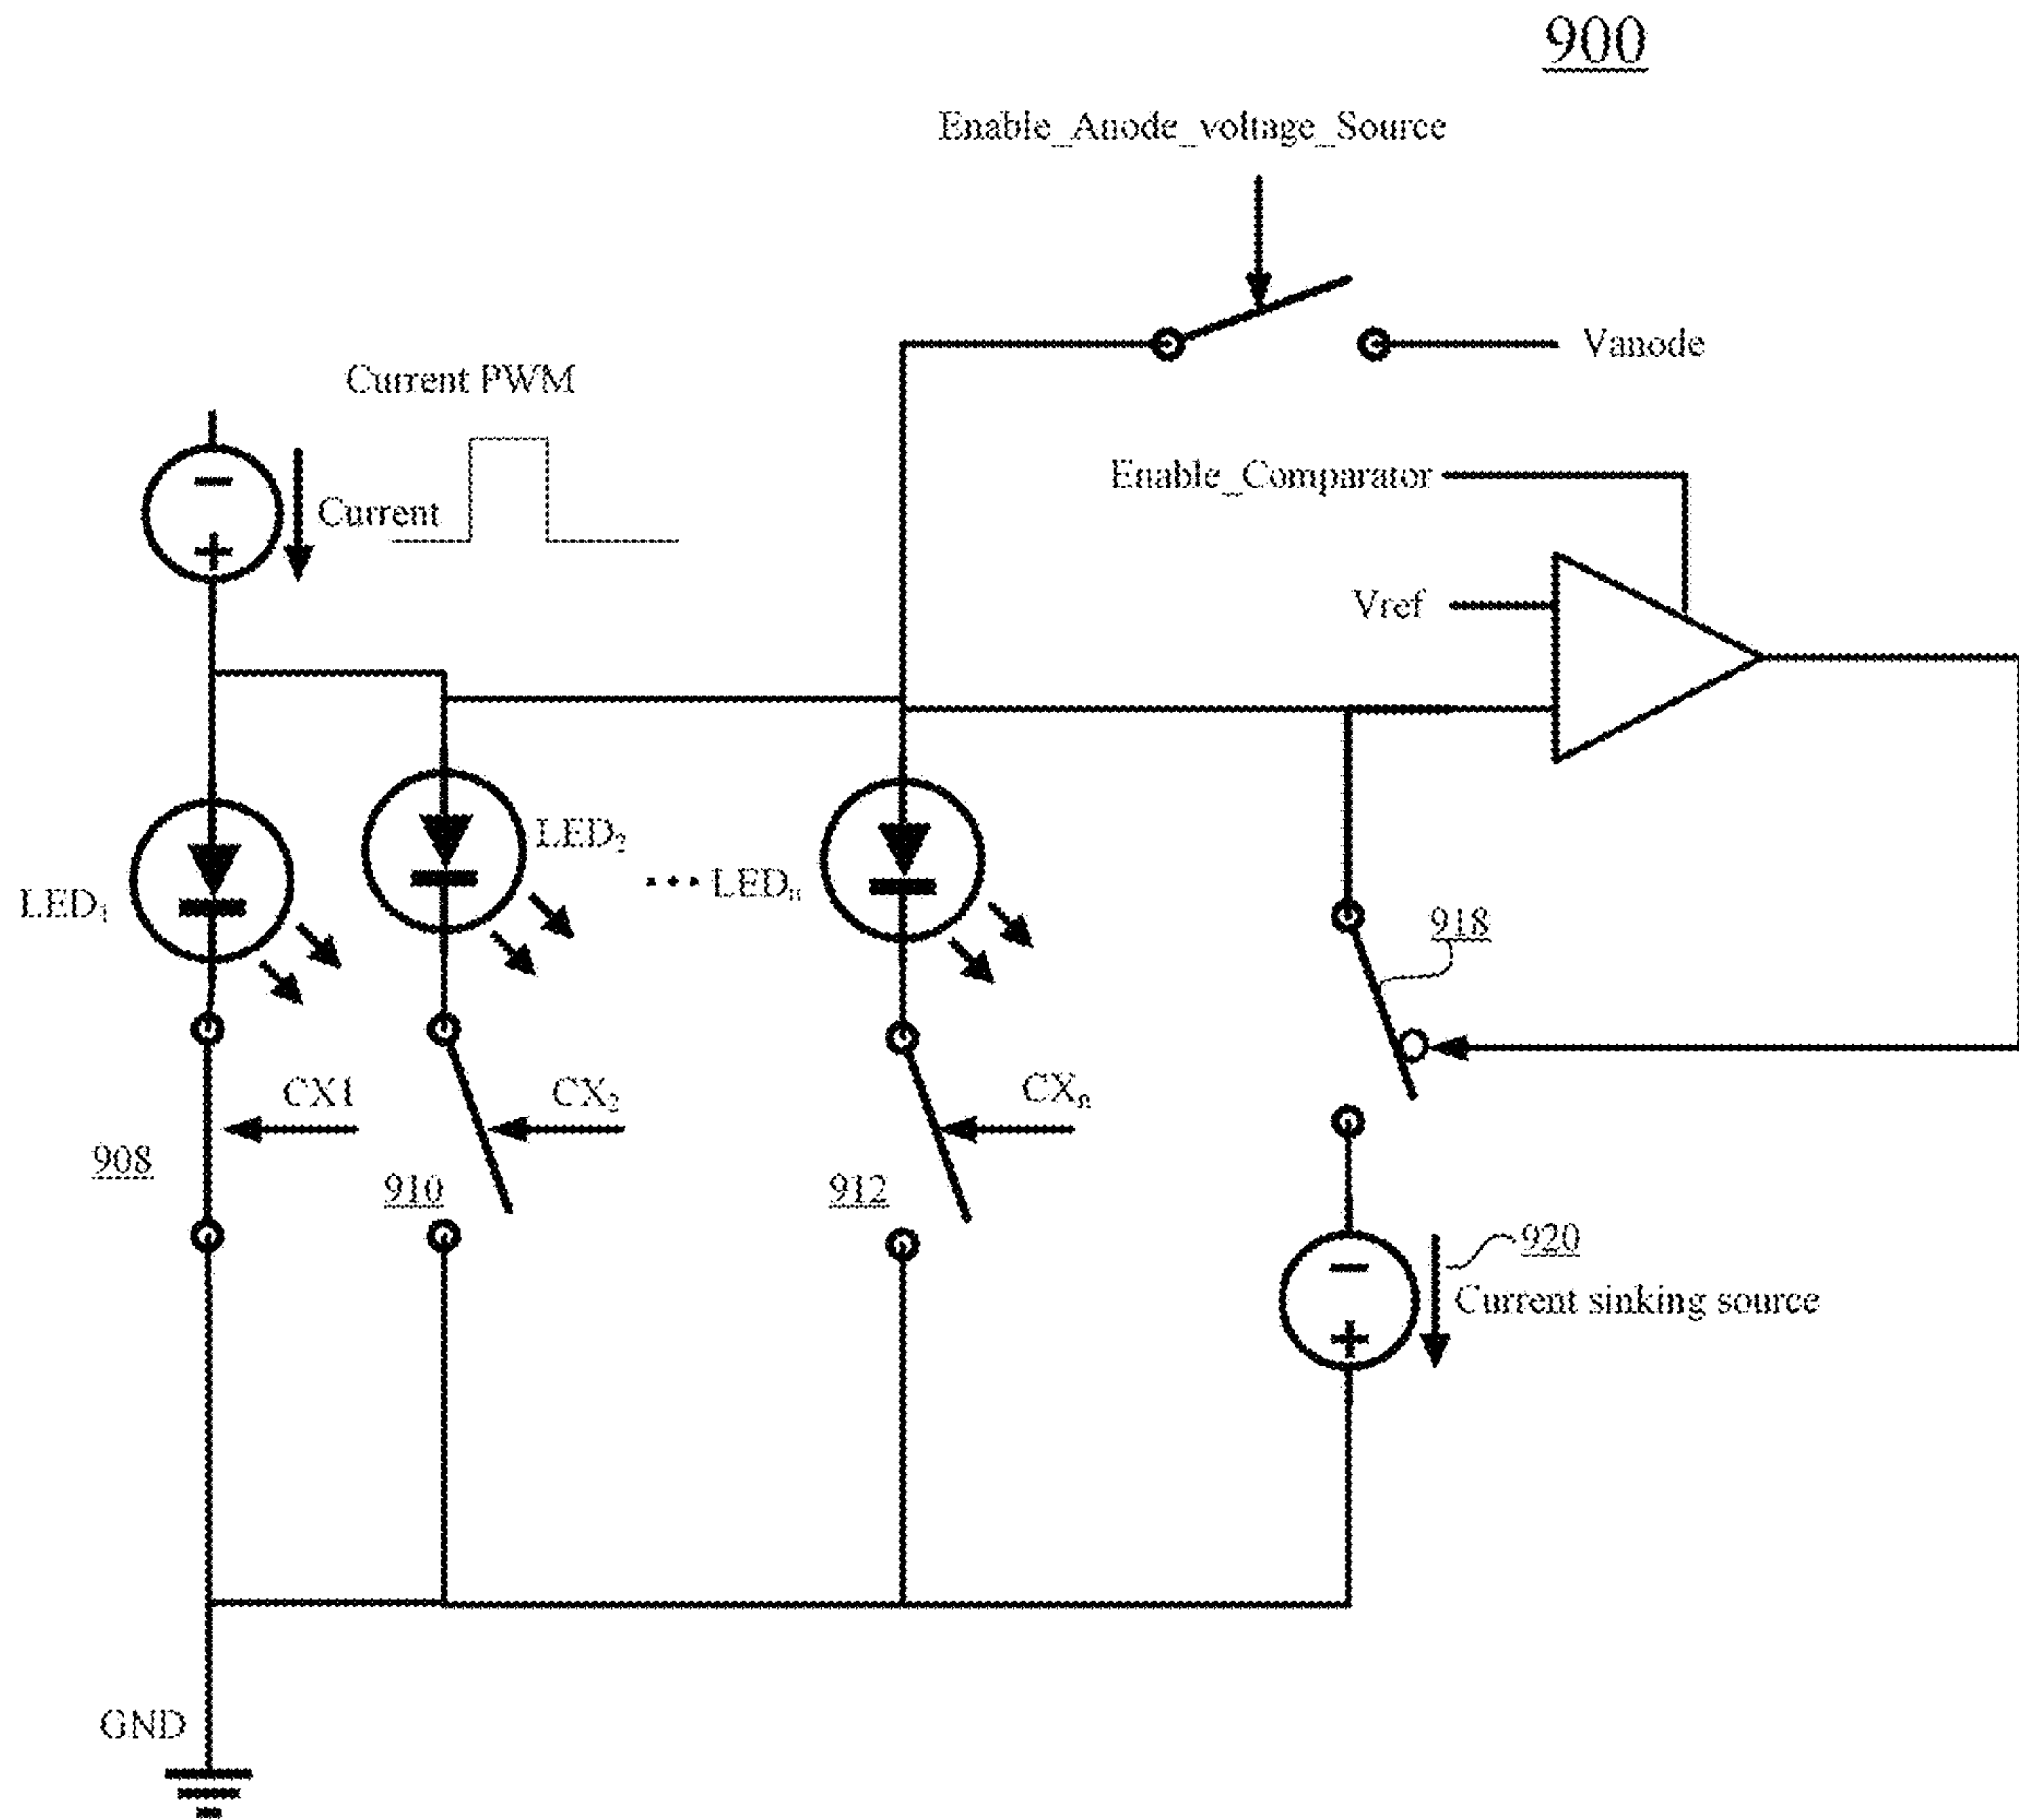 900
Enable_Anode_voltage_Source
Vanode
Current PWM
Enable_Comparator
Current
Vref
LED₂
LED₁
··· LEDₙ
918
CX1
CX₂
CXₙ
908
910
912
920
Current sinking source
GND